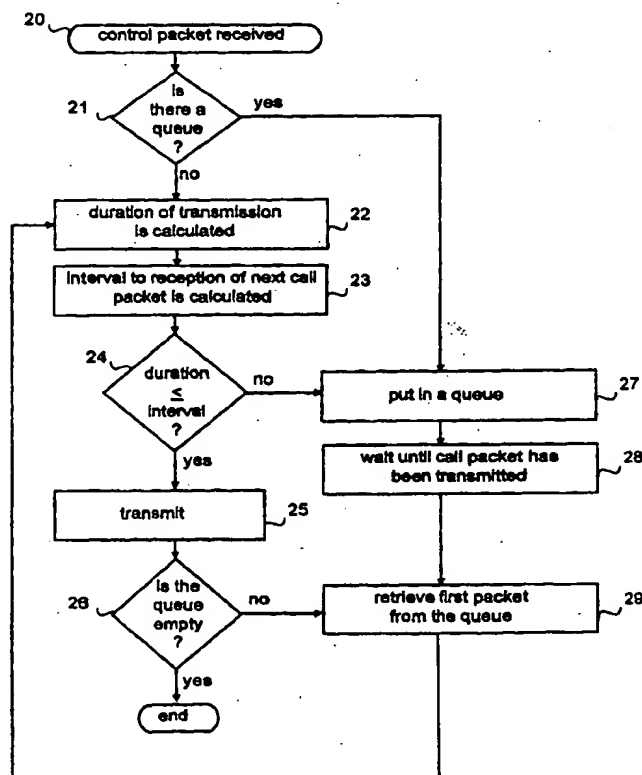 20
control packet received
21
Is
there a
queue
?
yes
no
duration of transmission
is calculated
22
interval to reception of next call
packet is calculated
23
24
duration
≤
interval
?
no
yes
put in a queue
27
wait until call packet has
been transmitted
28
transmit
25
26
Is the
queue
empty
?
no
yes
retrieve first packet
from the queue
29
end